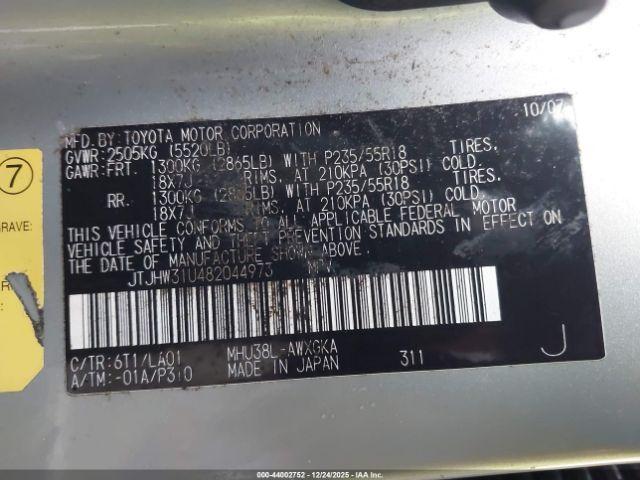 10/07
MFD. BY TOYOTA MOTOR CORPORATION
GVWR: 2505KG (5520LB)
GAWR: FRT. 1300KG (2865LB) WITH P235/55R18 TIRES,
18X7J RIMS, AT 210KPA (30PSI) COLD.
RR. 1300KG (2865LB) WITH P235/55R18 TIRES,
18X7J RIMS, AT 210KPA (30PSI) COLD.
THIS VEHICLE CONFORMS TO ALL APPLICABLE FEDERAL MOTOR
VEHICLE SAFETY AND THEFT PREVENTION STANDARDS IN EFFECT ON
THE DATE OF MANUFACTURE SHOWN ABOVE.
JTJHW31U482044973 MPV
C/TR: 6T1/LA01 MHU38L-AWXGKA
A/TM: -01A/P310 MADE IN JAPAN 311 J
7
GRAVE:
000-44002752 | 12/24/2025 - COPART